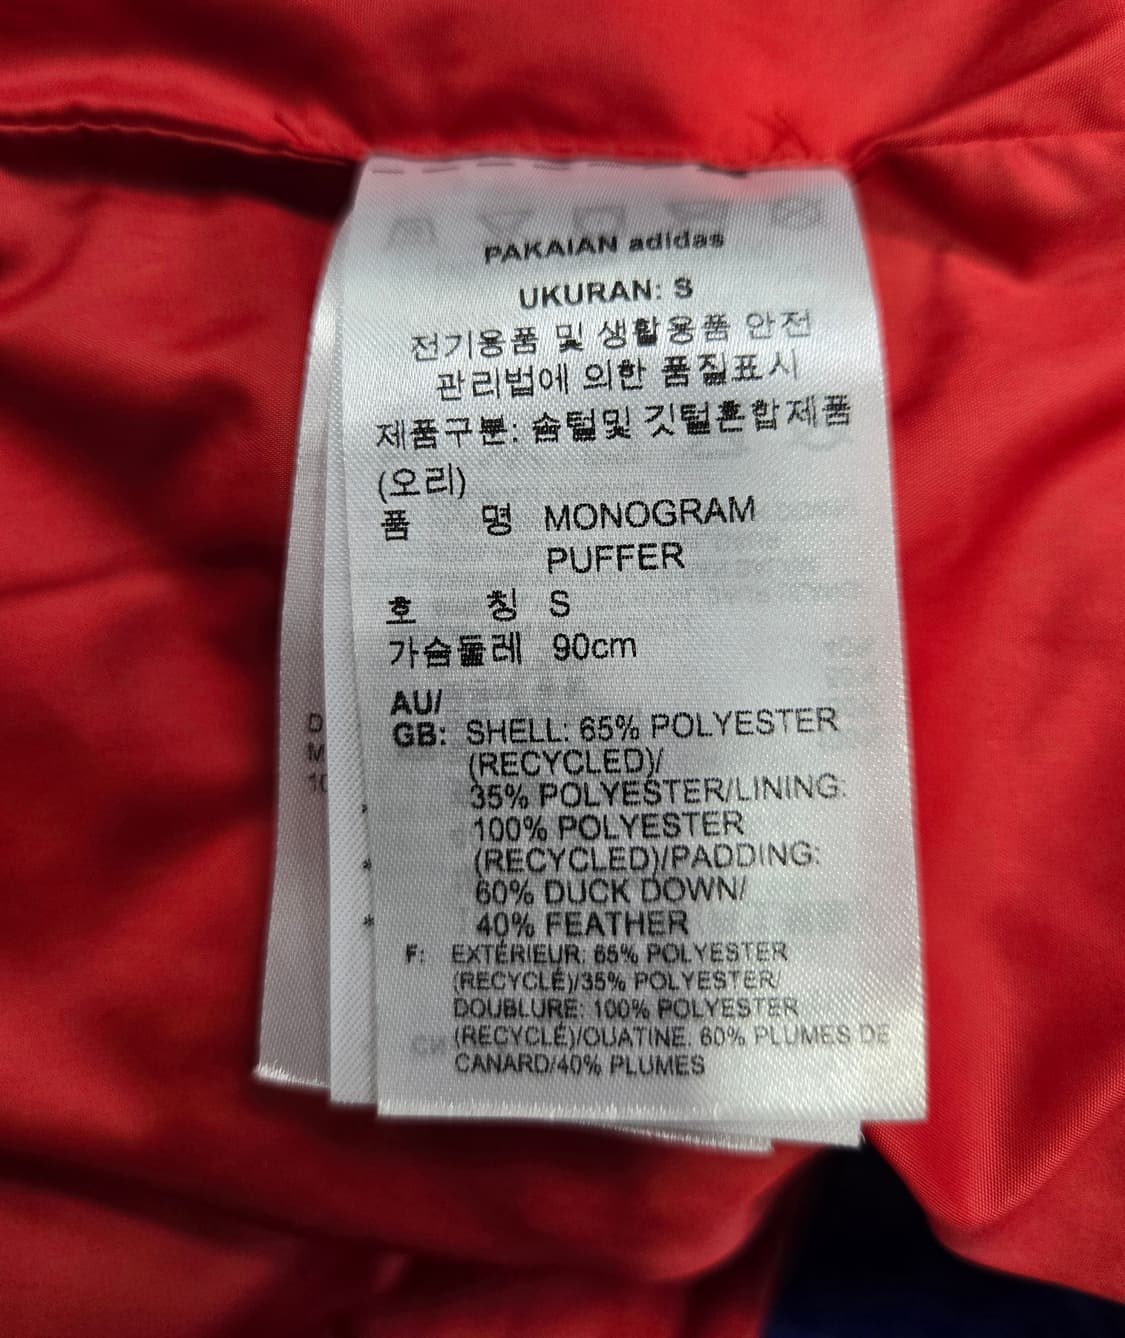 PAKAIAN adidas
UKURAN: S
전기용품 및 생활용품 안전
관리법에 의한 품질표시
제품구분: 솜털및 깃털혼합제품
(오리)
품 명 MONOGRAM
PUFFER
호 칭 S
가슴둘레 90cm
AU/
GB: SHELL: 65% POLYESTER
(RECYCLED)/
35% POLYESTER/LINING:
100% POLYESTER
(RECYCLED)/PADDING:
60% DUCK DOWN/
40% FEATHER
F: EXTÉRIEUR: 65% POLYESTER
(RECYCLÉ)/35% POLYESTER/
DOUBLURE: 100% POLYESTER
(RECYCLÉ)/OUATINE: 60% PLUMES DE
CANARD/40% PLUMES